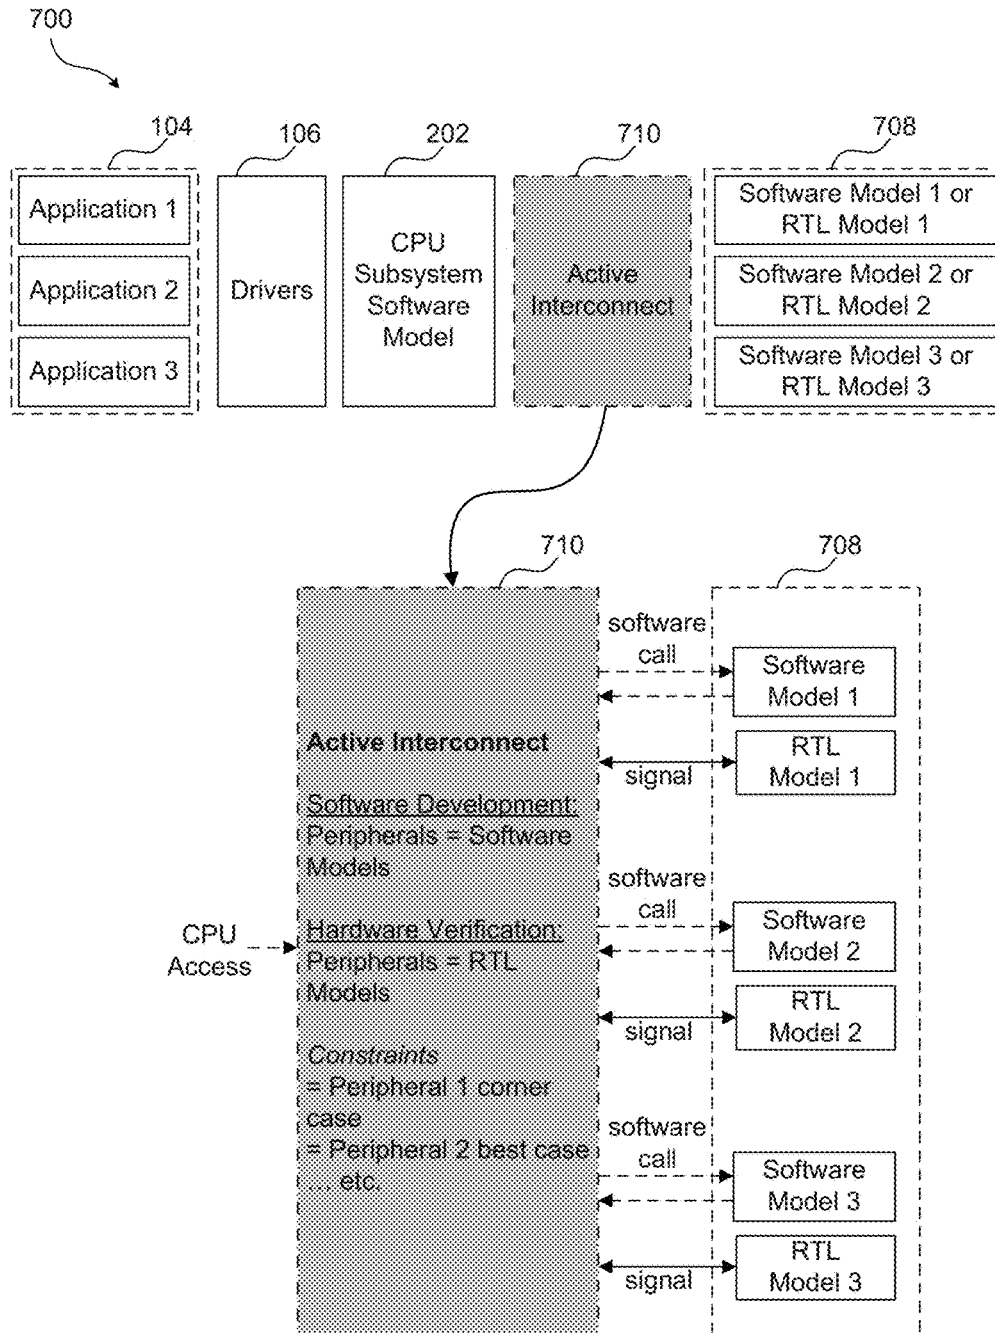 700
104
106
202
710
708
Application 1
Application 2
Application 3
Drivers
CPU
Subsystem
Software
Model
Active
Interconnect
Software Model 1 or
RTL Model 1
Software Model 2 or
RTL Model 2
Software Model 3 or
RTL Model 3
710
708
CPU
Access
Active Interconnect
Software Development:
Peripherals = Software
Models
Hardware Verification:
Peripherals = RTL
Models
Constraints
= Peripheral 1 corner
case
= Peripheral 2 best case
... etc.
software
call
signal
Software
Model 1
RTL
Model 1
software
call
signal
Software
Model 2
RTL
Model 2
software
call
signal
Software
Model 3
RTL
Model 3